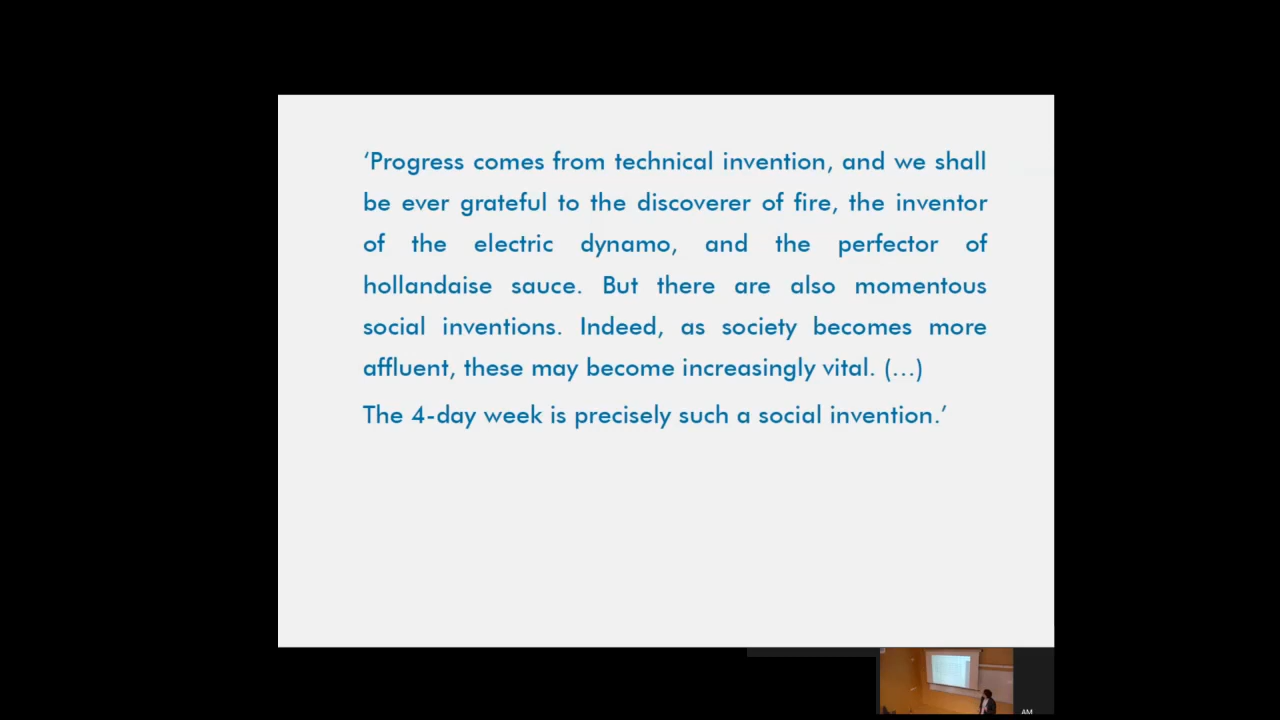 ‘Progress comes from technical invention, and we shall
be ever grateful to the discoverer of fire, the inventor
of the electric dynamo, and the perfector of
hollandaise sauce. But there are also momentous
social inventions. Indeed, as society becomes more
affluent, these may become increasingly vital. (...)
The 4-day week is precisely such a social invention.’
AM